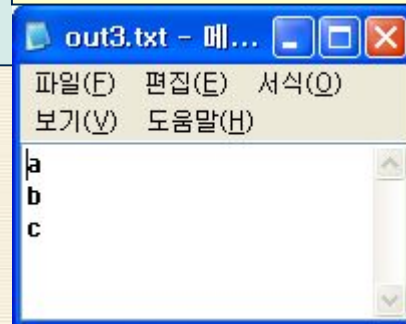 out3.txt - 메...
파일(F) 편집(E) 서식(O)
보기(V) 도움말(H)
a
b
c